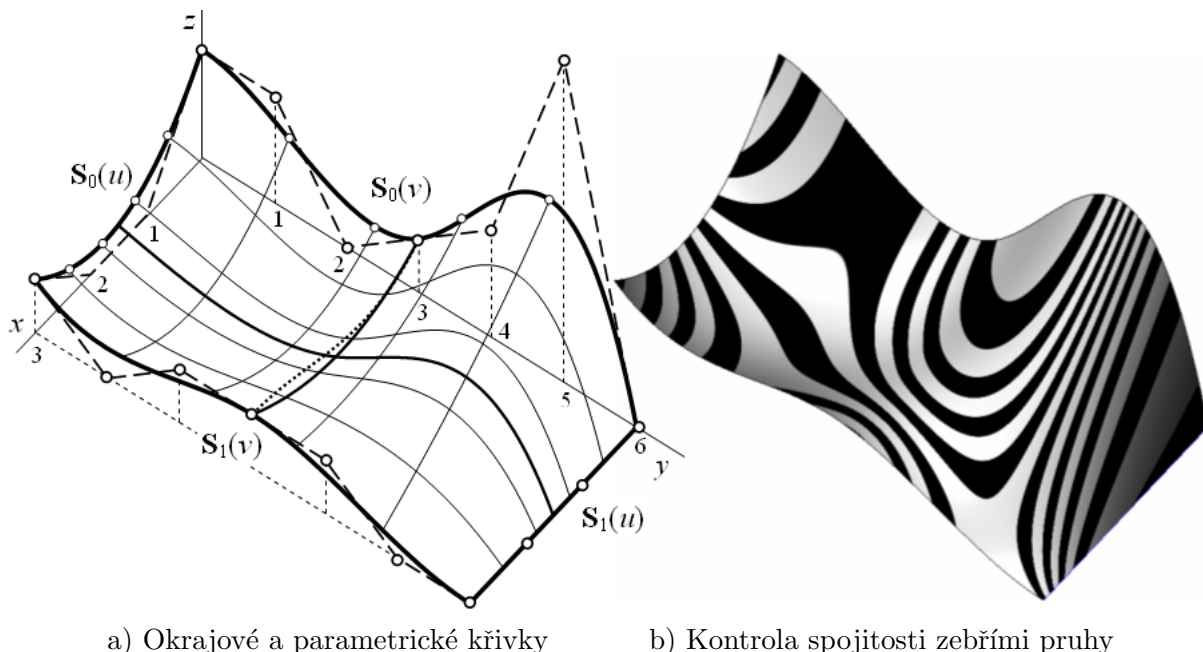 z
S₀(u)
S₀(v)
1
1
2
2
3
x
3
4
5
6
y
S₁(v)
S₁(u)
a) Okrajové a parametrické křivky
b) Kontrola spojitosti zebřími pruhy